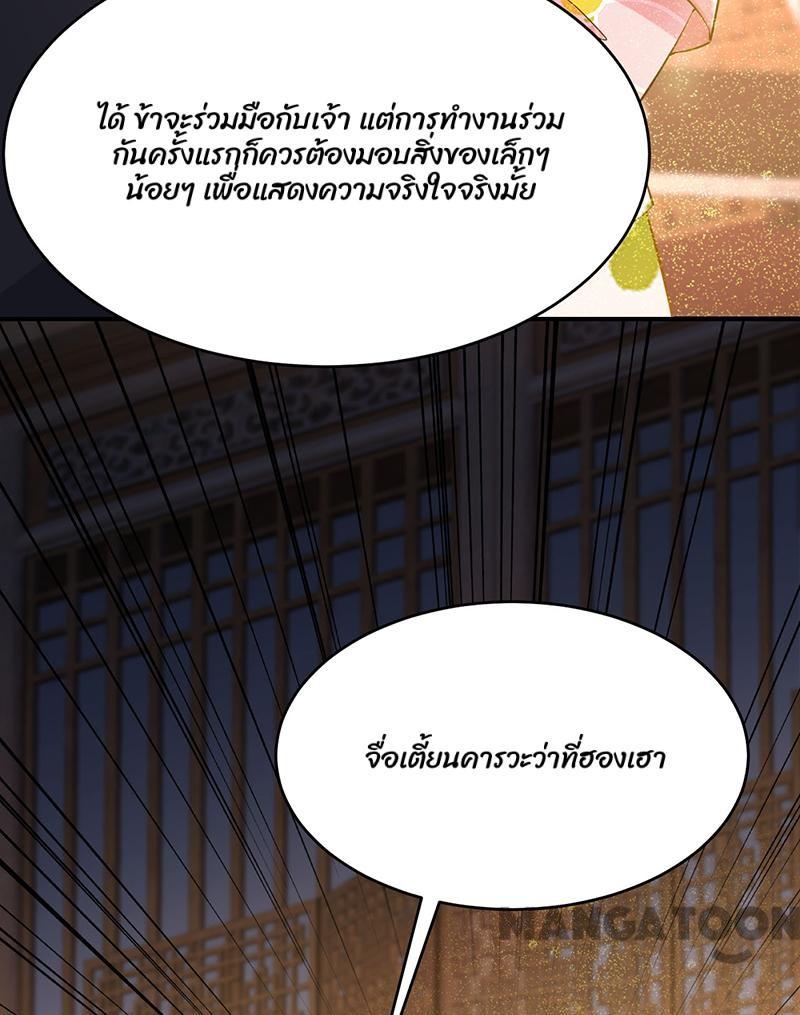 ได้ ข้าจะร่วมมือกับเจ้า แต่การทำงานร่วม
กันครั้งแรกก็ควรต้องมอบสิ่งของเล็กๆ
น้อยๆ เพื่อแสดงความจริงใจจริงมั้ย
จื่อเตี้ยนคารวะว่าที่ฮองเฮา
MANGATOON